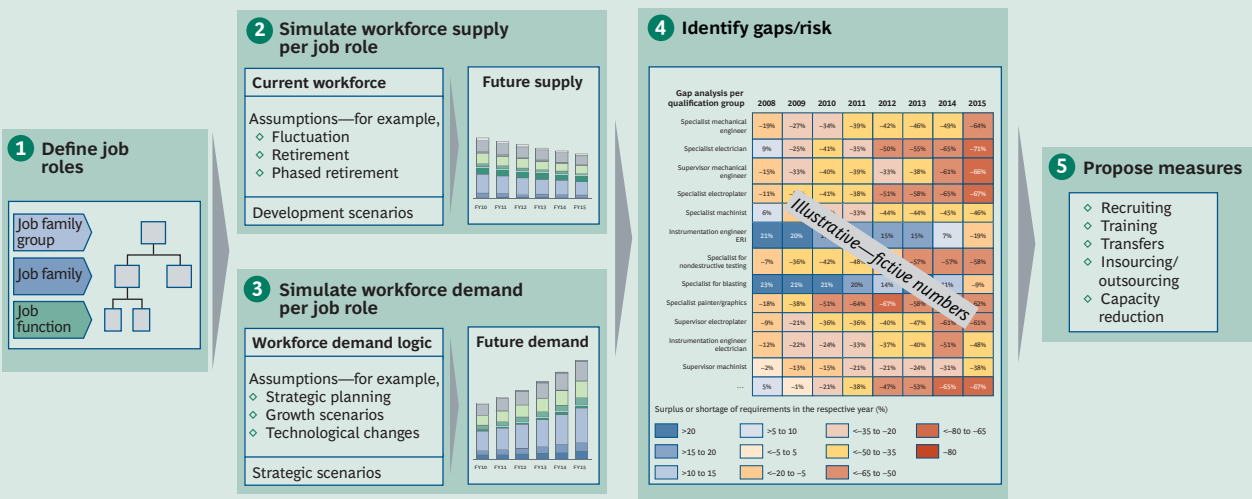 1 Define job
roles
Job family
group
Job family
Job
function
2 Simulate workforce supply
per job role
Current workforce
Assumptions—for example,
◇ Fluctuation
◇ Retirement
◇ Phased retirement
Development scenarios
Future supply
FY10 FY11 FY12 FY13 FY14 FY15
3 Simulate workforce demand
per job role
Workforce demand logic
Assumptions—for example,
◇ Strategic planning
◇ Growth scenarios
◇ Technological changes
Strategic scenarios
Future demand
FY10 FY11 FY12 FY13 FY14 FY15
4 Identify gaps/risk
Gap analysis per
qualification group 2008 2009 2010 2011 2012 2013 2014 2015
Specialist mechanical
engineer –19% –27% –34% –39% –42% –46% –49% –64%
Specialist electrician 9% –25% –41% –35% –50% –55% –65% –71%
Supervisor mechanical
engineer –15% –33% –40% –39% –33% –38% –61% –66%
Specialist electroplater –11% –41% –38% –51% –58% –65% –67%
Specialist machinist 6% –33% –44% –44% –45% –46%
Instrumentation engineer
ERI 21% 20% 15% 15% 7% –19%
Specialist for
nondestructive testing –7% –36% –42% –48% –57% –57% –58%
Specialist for blasting 23% 21% 21% 20% 14% –9%
Specialist painter/graphics –18% –38% –51% –64% –67% –58% –62%
Supervisor electroplater –9% –21% –36% –36% –40% –47% –61% –61%
Instrumentation engineer
electrician –12% –22% –24% –33% –37% –40% –51% –48%
Supervisor machinist –2% –13% –15% –21% –21% –24% –31% –38%
... 5% –1% –21% –38% –47% –53% –65% –67%
Illustrative—fictive numbers
Surplus or shortage of requirements in the respective year (%)
>20 >5 to 10 <–35 to –20 <–80 to –65
>15 to 20 <–5 to 5 <–50 to –35 –80
>10 to 15 <–20 to –5 <–65 to –50
5 Propose measures
◇ Recruiting
◇ Training
◇ Transfers
◇ Insourcing/
outsourcing
◇ Capacity
reduction